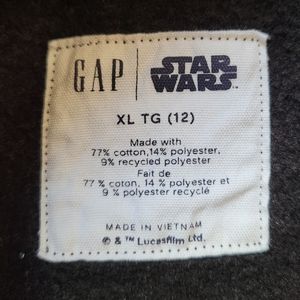 GAP | STAR WARS
XL TG (12)
Made with
77% cotton,14% polyester,
9% recycled polyester
Fait de
77 % coton, 14 % polyester et
9 % polyester recyclé
MADE IN VIETNAM
© & ™ Lucasfilm Ltd.